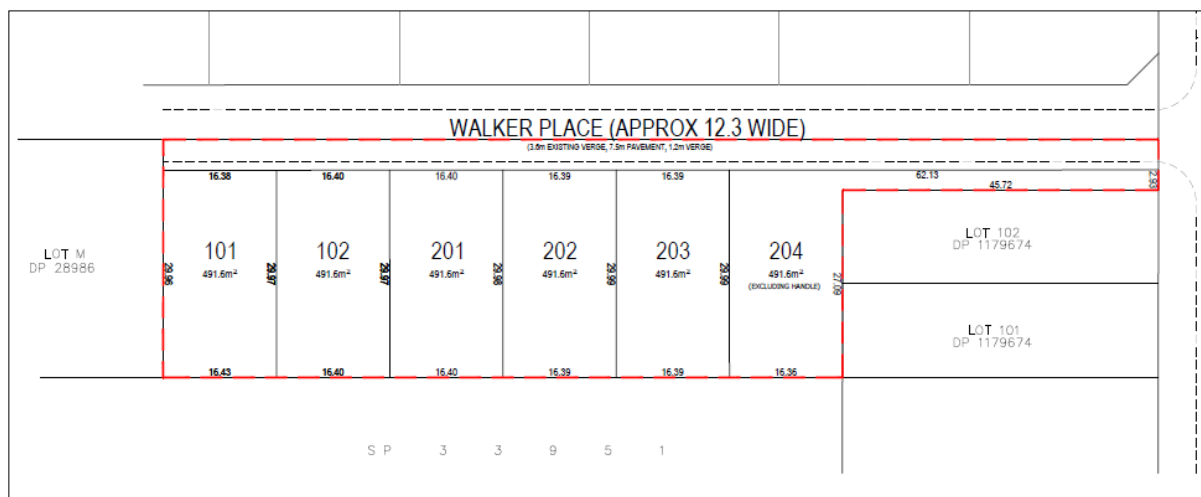 WALKER PLACE (APPROX 12.3 WIDE)
(3.6m EXISTING VERGE, 7.5m PAVEMENT, 1.2m VERGE)
16.38 16.40 16.40 16.39 16.39 62.13
45.72
2.93
LOT M
DP 28986
101
491.6m²
102
491.6m²
201
491.6m²
202
491.6m²
203
491.6m²
204
491.6m²
(EXCLUDING HANDLE)
29.96
29.97
29.97
29.98
29.99
29.99
27.09
LOT 102
DP 1179674
LOT 101
DP 1179674
16.43 16.40 16.40 16.39 16.39 16.36
SP 33951